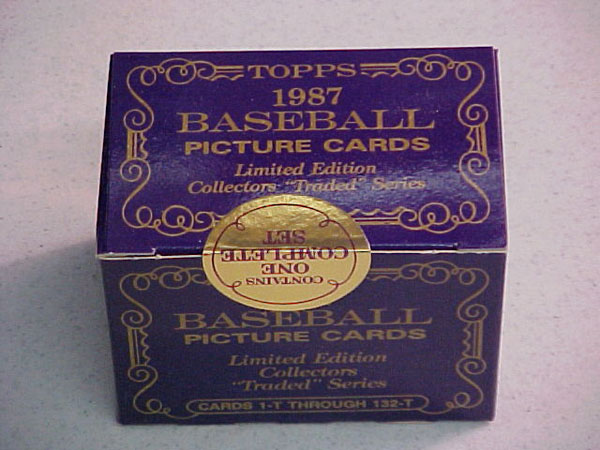 TOPPS
1987
BASEBALL
PICTURE CARDS
Limited Edition
Collectors "Traded" Series
CONTAINS
ONE
COMPLETE
SET
BASEBALL
PICTURE CARDS
Limited Edition
Collectors
"Traded" Series
CARDS 1-T THROUGH 132-T